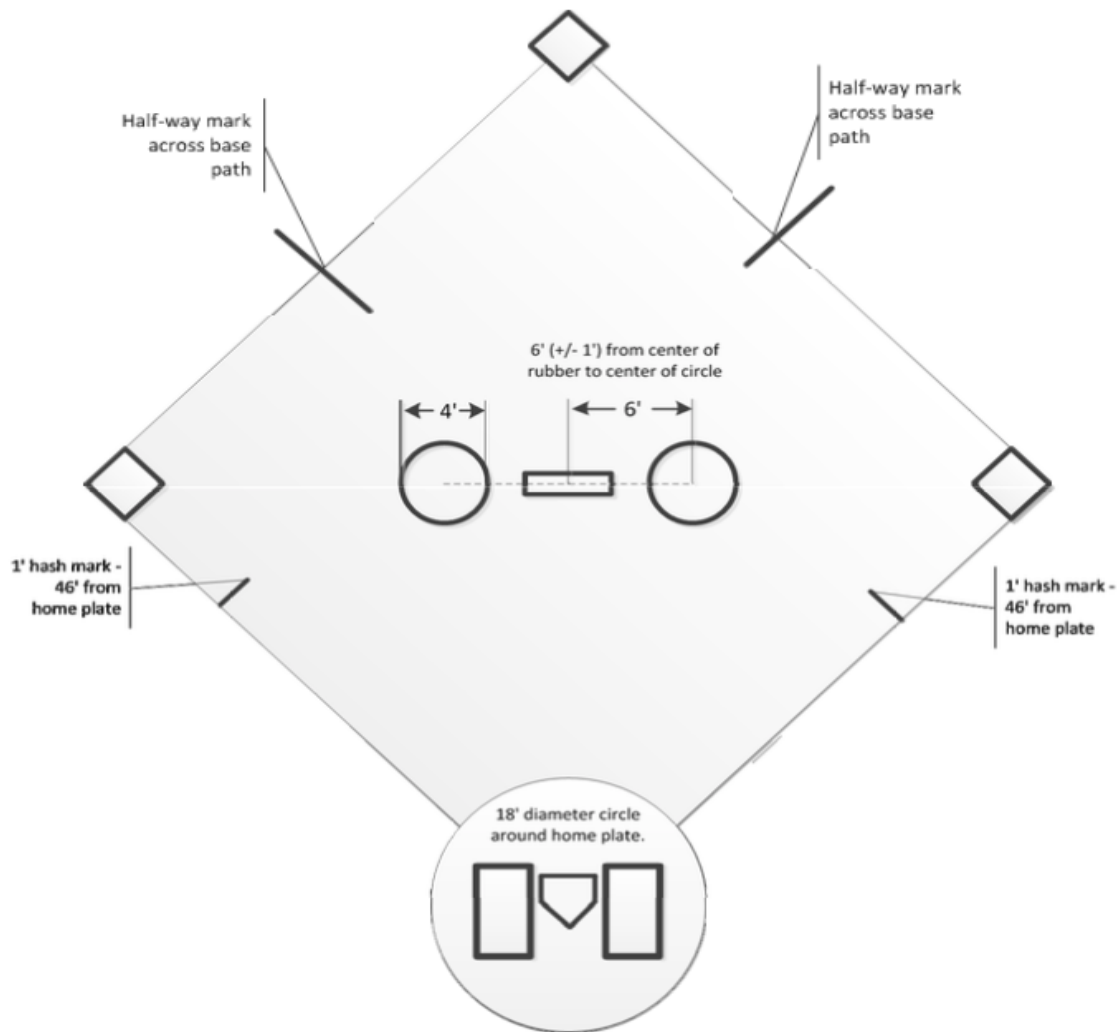 Half-way mark
across base
path
Half-way mark
across base
path
6' (+/- 1') from center of
rubber to center of circle
4'
6'
1' hash mark -
46' from
home plate
1' hash mark -
46' from
home plate
18' diameter circle
around home plate.